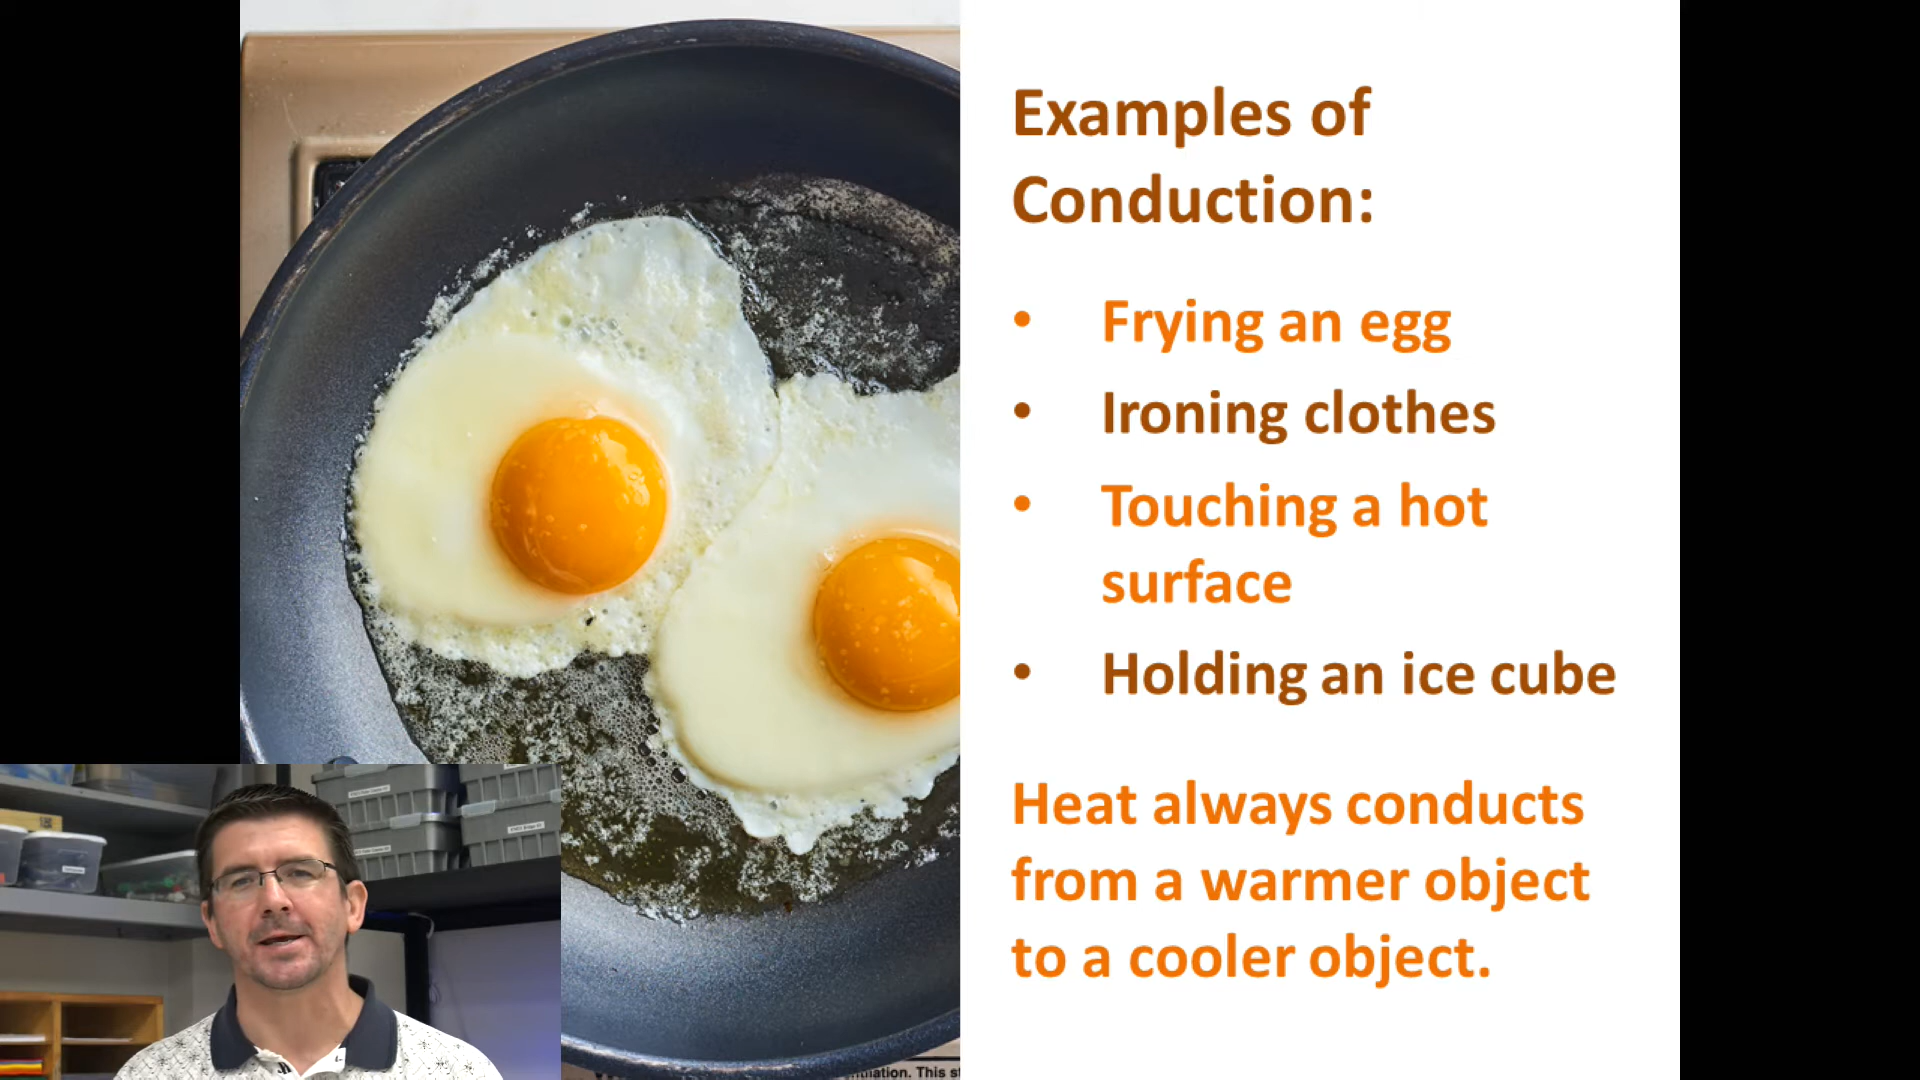 Examples of
Conduction:
• Frying an egg
• Ironing clothes
• Touching a hot
surface
• Holding an ice cube
Heat always conducts
from a warmer object
to a cooler object.
This